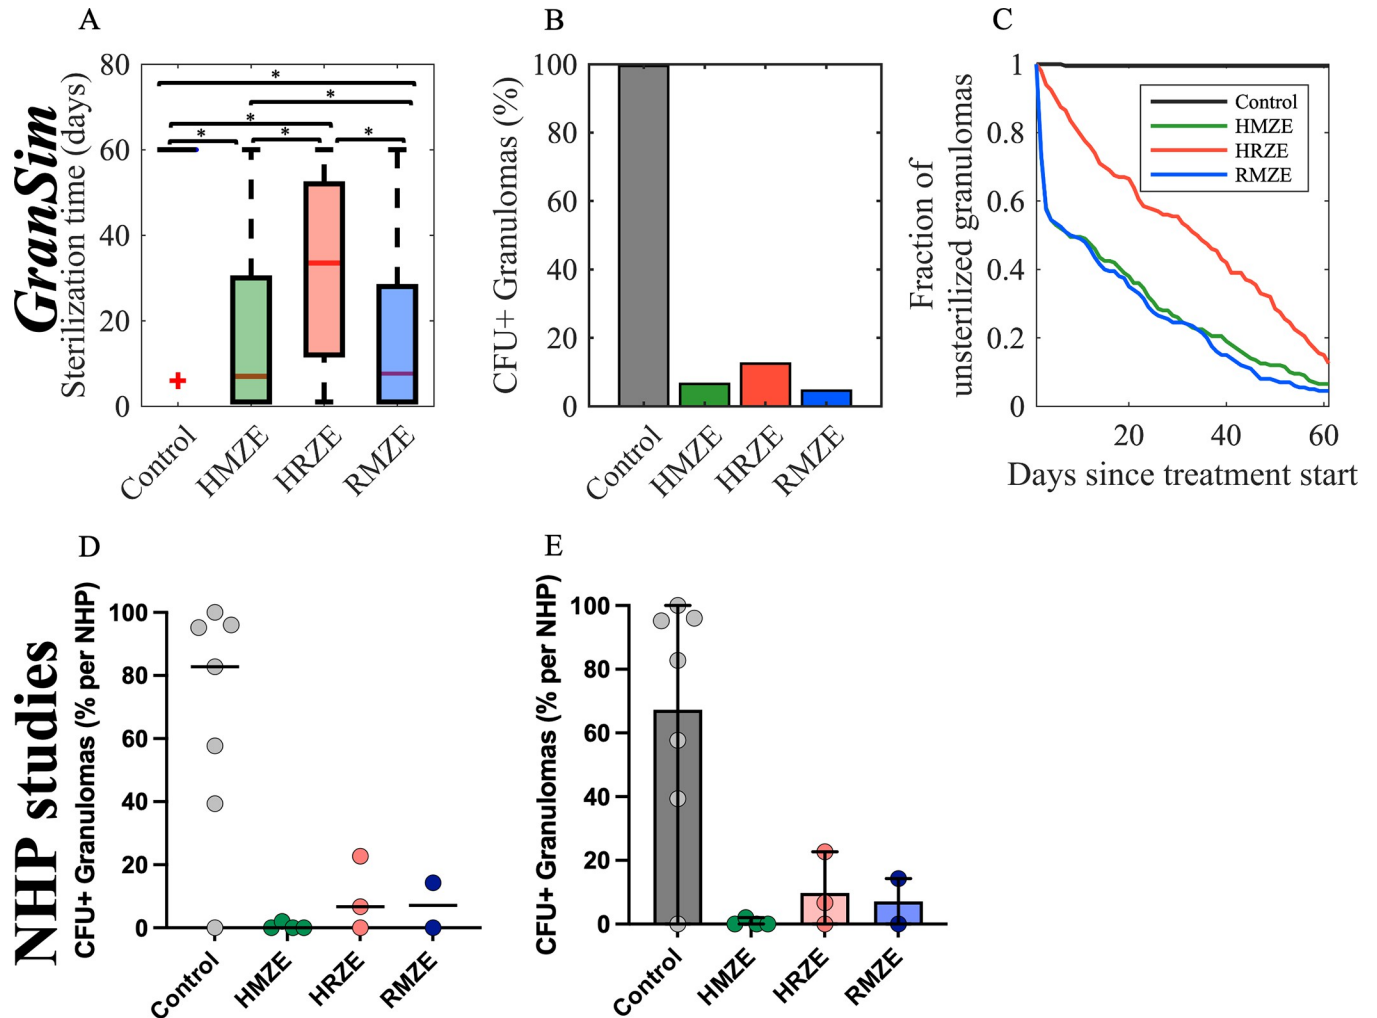 A
B
C
GranSim
Sterilization time (days)
80
60
40
20
0
*
*
*
*
*
*
Control
HMZE
HRZE
RMZE
CFU+ Granulomas (%)
100
80
60
40
20
0
Control
HMZE
HRZE
RMZE
Fraction of
unsterilized granulomas
1
0.8
0.6
0.4
0.2
0
Control
HMZE
HRZE
RMZE
20
40
60
Days since treatment start
D
E
NHP studies
CFU+ Granulomas (% per NHP)
100
80
60
40
20
0
Control
HMZE
HRZE
RMZE
CFU+ Granulomas (% per NHP)
100
80
60
40
20
0
Control
HMZE
HRZE
RMZE